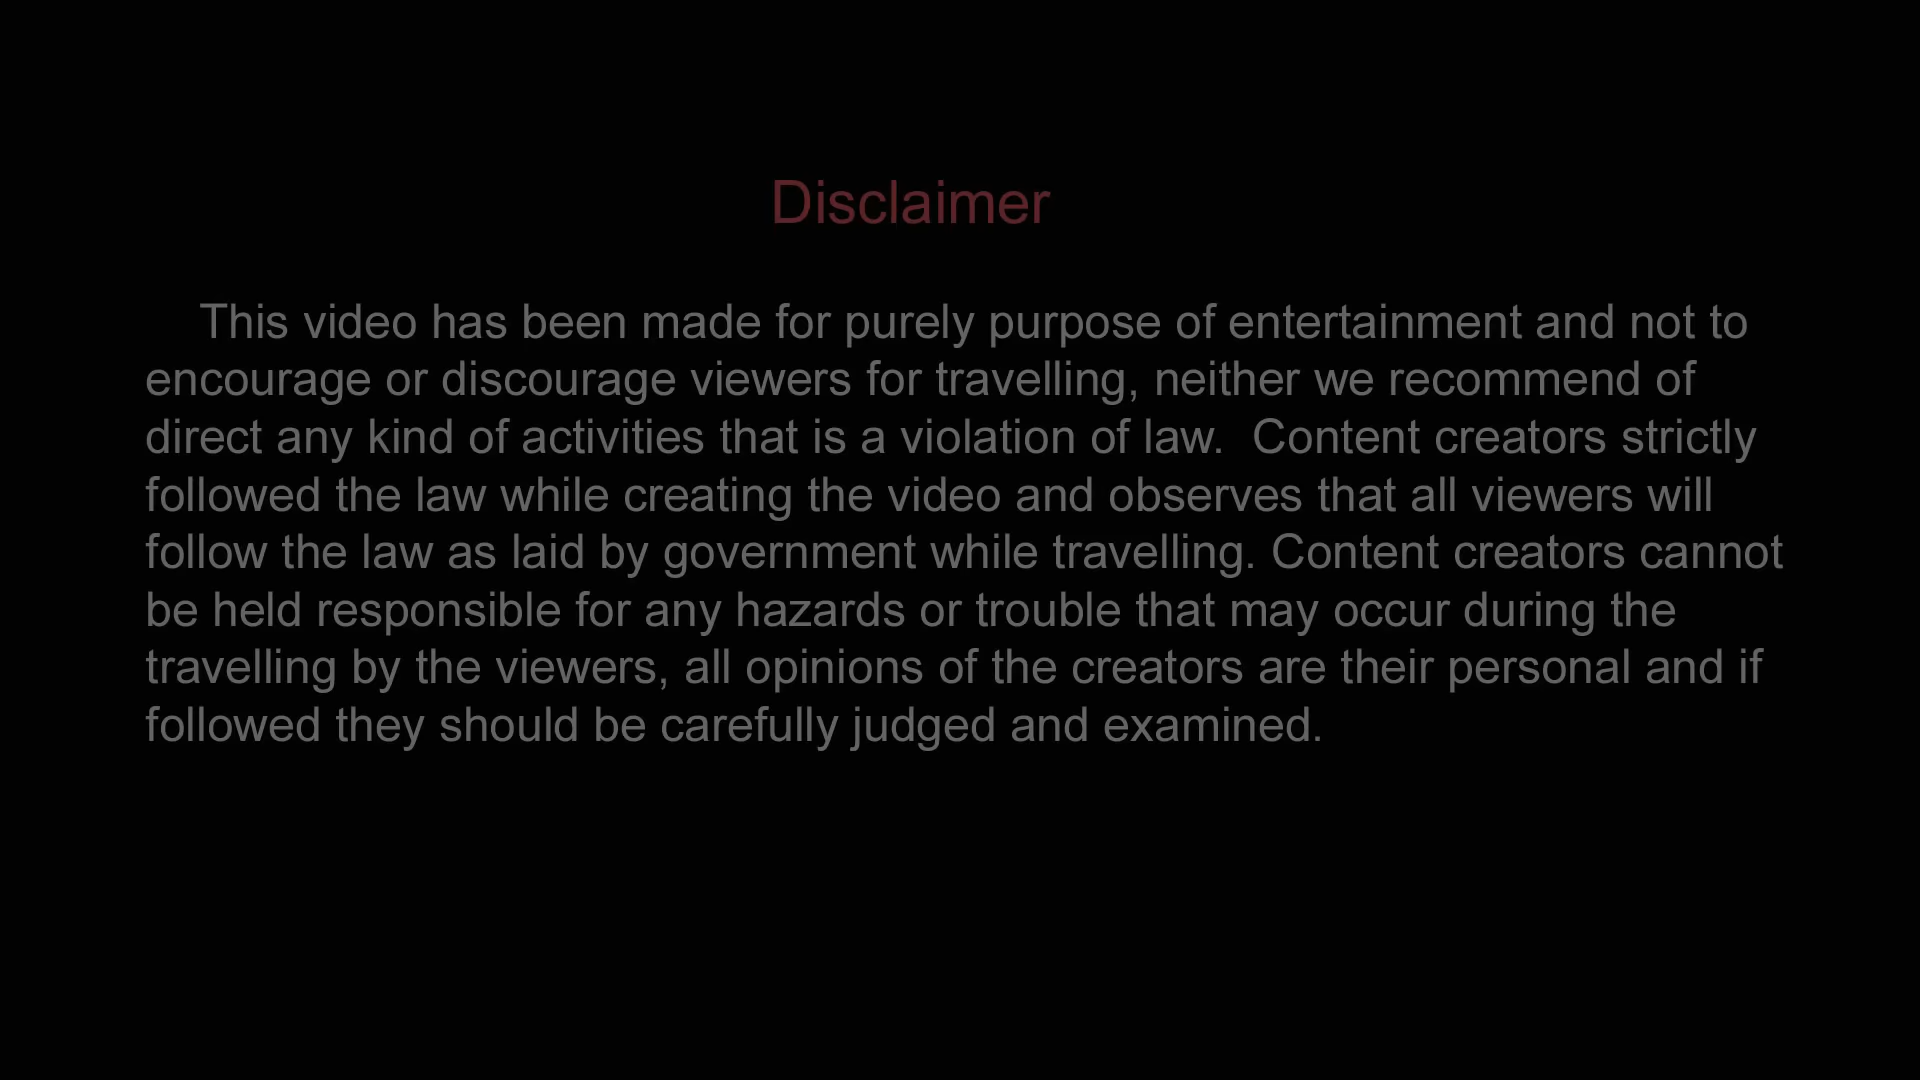 Disclaimer
This video has been made for purely purpose of entertainment and not to
encourage or discourage viewers for travelling, neither we recommend of
direct any kind of activities that is a violation of law.  Content creators strictly
followed the law while creating the video and observes that all viewers will
follow the law as laid by government while travelling. Content creators cannot
be held responsible for any hazards or trouble that may occur during the
travelling by the viewers, all opinions of the creators are their personal and if
followed they should be carefully judged and examined.